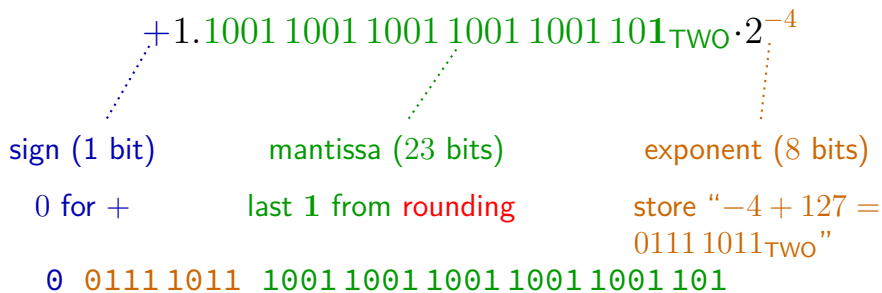 +1.1001 1001 1001 1001 1001 101TWO·2−4
sign (1 bit) mantissa (23 bits) exponent (8 bits)
0 for + last 1 from rounding store “−4 + 127 =
0111 1011TWO”
0 0111 1011 1001 1001 1001 1001 1001 101